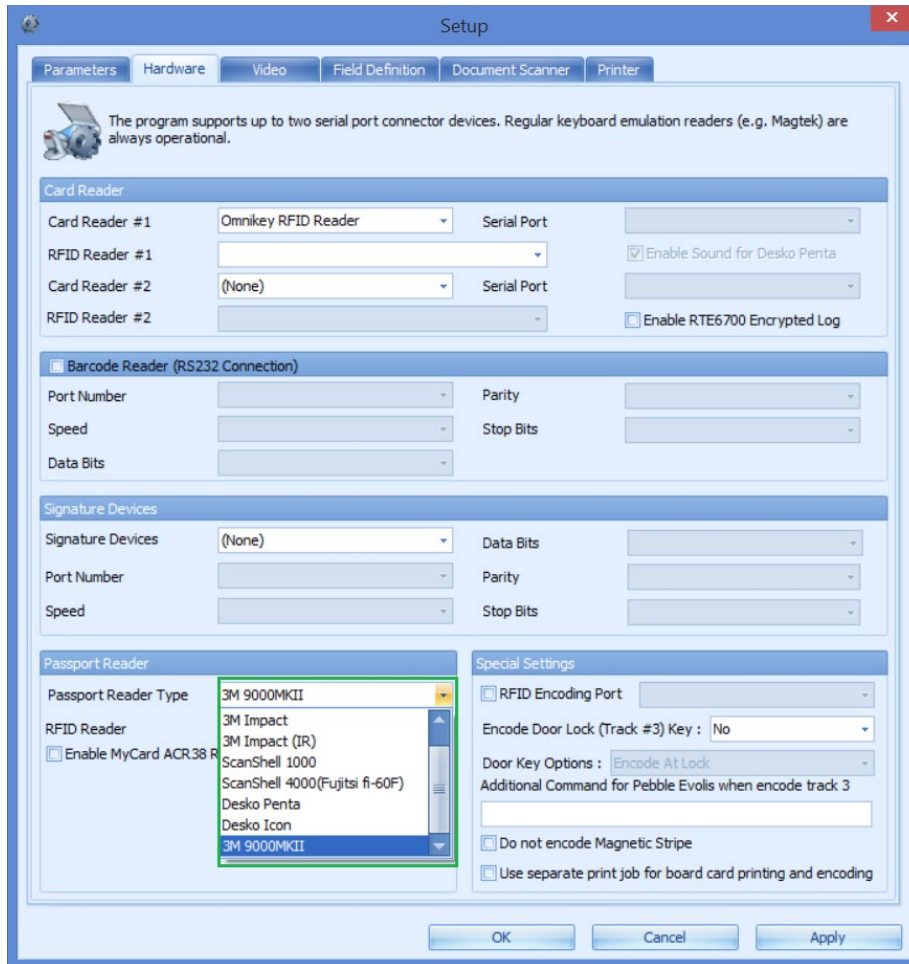 Setup
Parameters Hardware Video Field Definition Document Scanner Printer
The program supports up to two serial port connector devices. Regular keyboard emulation readers (e.g. Magtek) are
always operational.
Card Reader
Card Reader #1 Omnikey RFID Reader Serial Port
RFID Reader #1 Enable Sound for Desko Penta
Card Reader #2 (None) Serial Port
RFID Reader #2 Enable RTE6700 Encrypted Log
Barcode Reader (RS232 Connection)
Port Number Parity
Speed Stop Bits
Data Bits
Signature Devices
Signature Devices (None) Data Bits
Port Number Parity
Speed Stop Bits
Passport Reader
Passport Reader Type 3M 9000MKII
RFID Reader
Enable MyCard ACR38 R
3M Impact
3M Impact (IR)
ScanShell 1000
ScanShell 4000(Fujitsi fi-60F)
Desko Penta
Desko Icon
3M 9000MKII
Special Settings
RFID Encoding Port
Encode Door Lock (Track #3) Key : No
Door Key Options : Encode At Lock
Additional Command for Pebble Evolis when encode track 3
Do not encode Magnetic Stripe
Use separate print job for board card printing and encoding
OK Cancel Apply